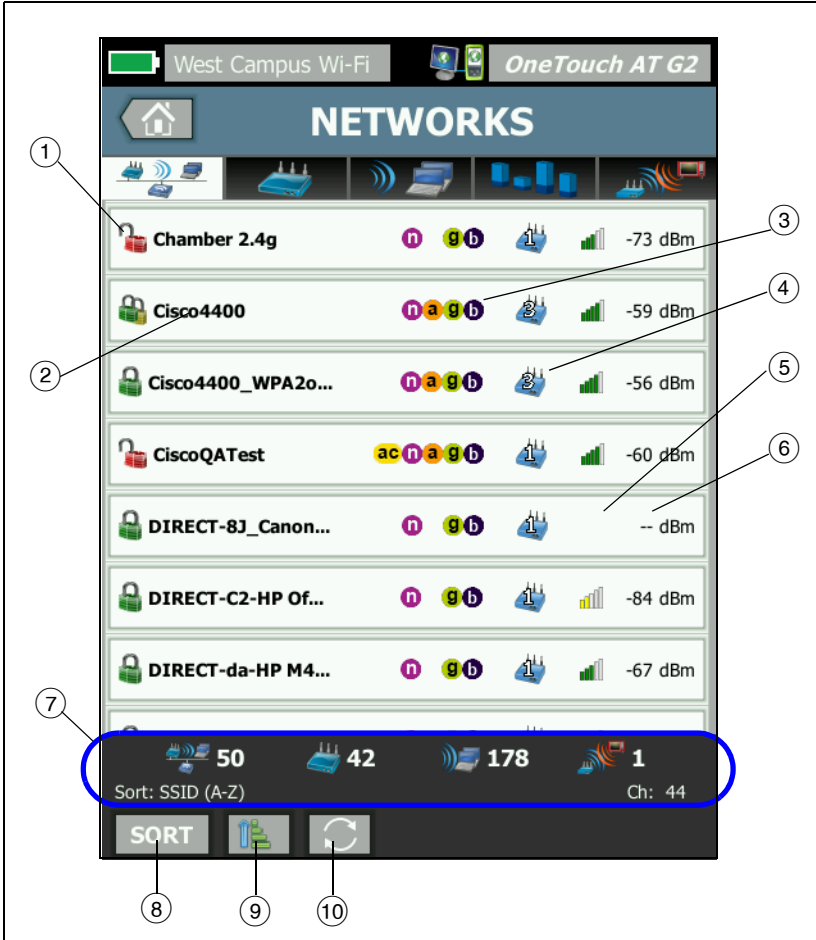 West Campus Wi-Fi OneTouch AT G2
NETWORKS
1
Chamber 2.4g n g b 1 -73 dBm
3
Cisco4400 n a g b 3 -59 dBm
4
2
Cisco4400_WPA2o... n a g b 3 -56 dBm
5
CiscoQATest ac n a g b 1 -60 dBm
6
DIRECT-8J_Canon... n g b 1 -- dBm
DIRECT-C2-HP Of... n g b 1 -84 dBm
DIRECT-da-HP M4... n g b 1 -67 dBm
7
50 42 178 1
Sort: SSID (A-Z) Ch: 44
SORT
8 9 10